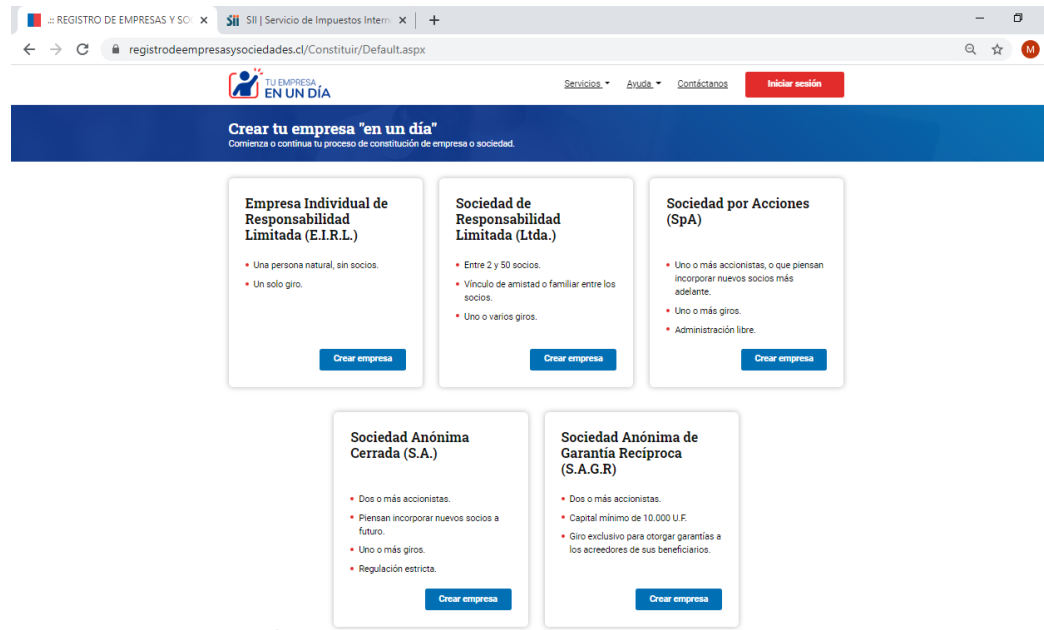 .:: REGISTRO DE EMPRESAS Y SO
Sii SII | Servicio de Impuestos Intern
registrodeempresasysociedades.cl/Constituir/Default.aspx
M
TU EMPRESA
EN UN DÍA
Servicios
Ayuda
Contáctanos
Iniciar sesión
Crear tu empresa "en un día"
Comienza o continua tu proceso de constitución de empresa o sociedad.
Empresa Individual de
Responsabilidad
Limitada (E.I.R.L.)
Una persona natural, sin socios.
Un solo giro.
Crear empresa
Sociedad de
Responsabilidad
Limitada (Ltda.)
Entre 2 y 50 socios.
Vínculo de amistad o familiar entre los
socios.
Uno o varios giros.
Crear empresa
Sociedad por Acciones
(SpA)
Uno o más accionistas, o que piensan
incorporar nuevos socios más
adelante.
Uno o más giros.
Administración libre.
Crear empresa
Sociedad Anónima
Cerrada (S.A.)
Dos o más accionistas.
Piensan incorporar nuevos socios a
futuro.
Uno o más giros.
Regulación estricta.
Crear empresa
Sociedad Anónima de
Garantía Recíproca
(S.A.G.R)
Dos o más accionistas.
Capital mínimo de 10.000 U.F.
Giro exclusivo para otorgar garantías a
los acreedores de sus beneficiarios.
Crear empresa